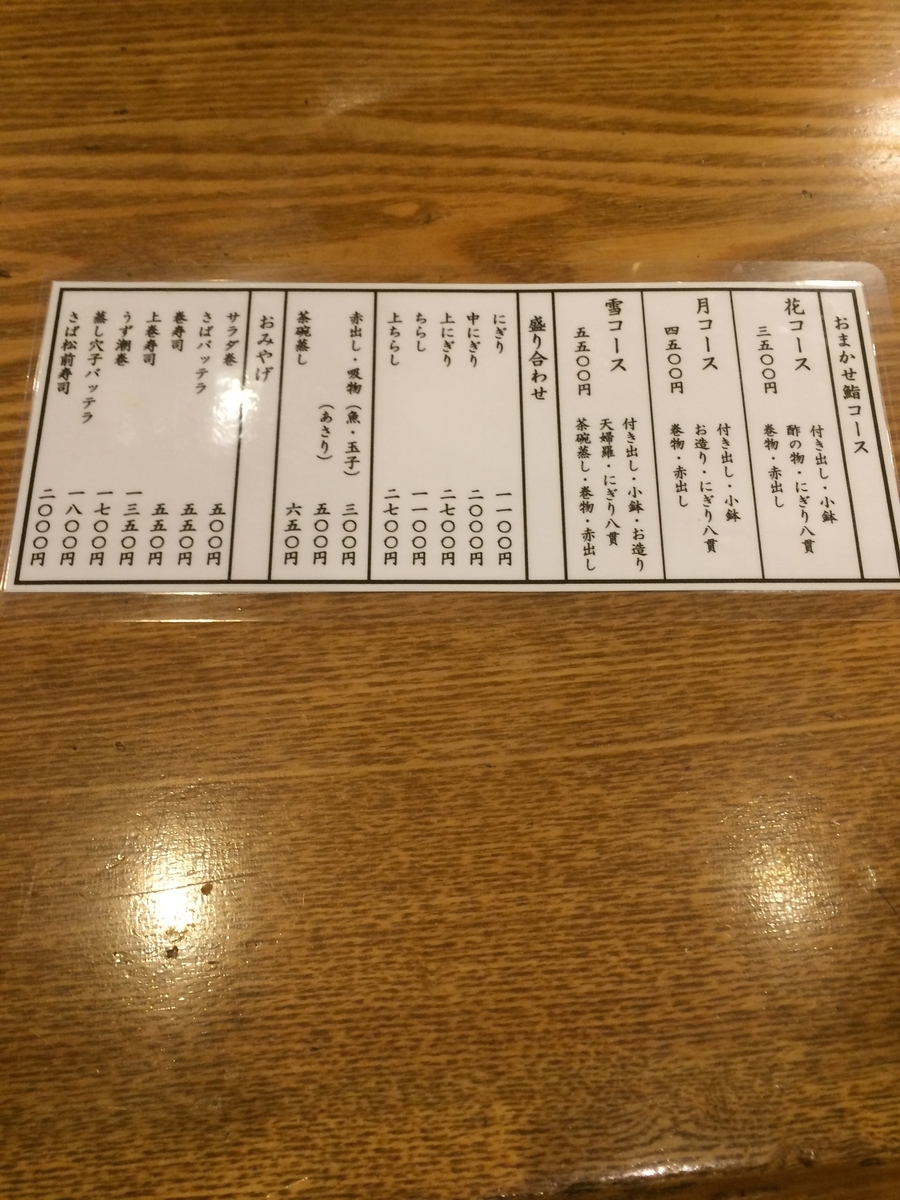 おまかせ鮨コース
花コース
三五〇〇円
付き出し・小鉢
酢の物・にぎり八貫
巻物・赤出し
月コース
四五〇〇円
付き出し・小鉢
お造り・にぎり八貫
巻物・赤出し
雪コース
五五〇〇円
付き出し・小鉢・お造り
天婦羅・にぎり八貫
茶碗蒸し・巻物・赤出し
盛り合わせ
にぎり 一一〇〇円
中にぎり 二〇〇〇円
上にぎり 二七〇〇円
ちらし 一一〇〇円
上ちらし 二七〇〇円
赤出し・吸物（魚・玉子） 三〇〇円
（あさり） 五〇〇円
茶碗蒸し 六五〇円
おみやげ
サラダ巻 五〇〇円
さばバッテラ 五五〇円
巻寿司 五五〇円
上巻寿司 五五〇円
うず潮巻 一三五〇円
蒸し穴子バッテラ 一七〇〇円
さば松前寿司 一八〇〇円
二〇〇〇円